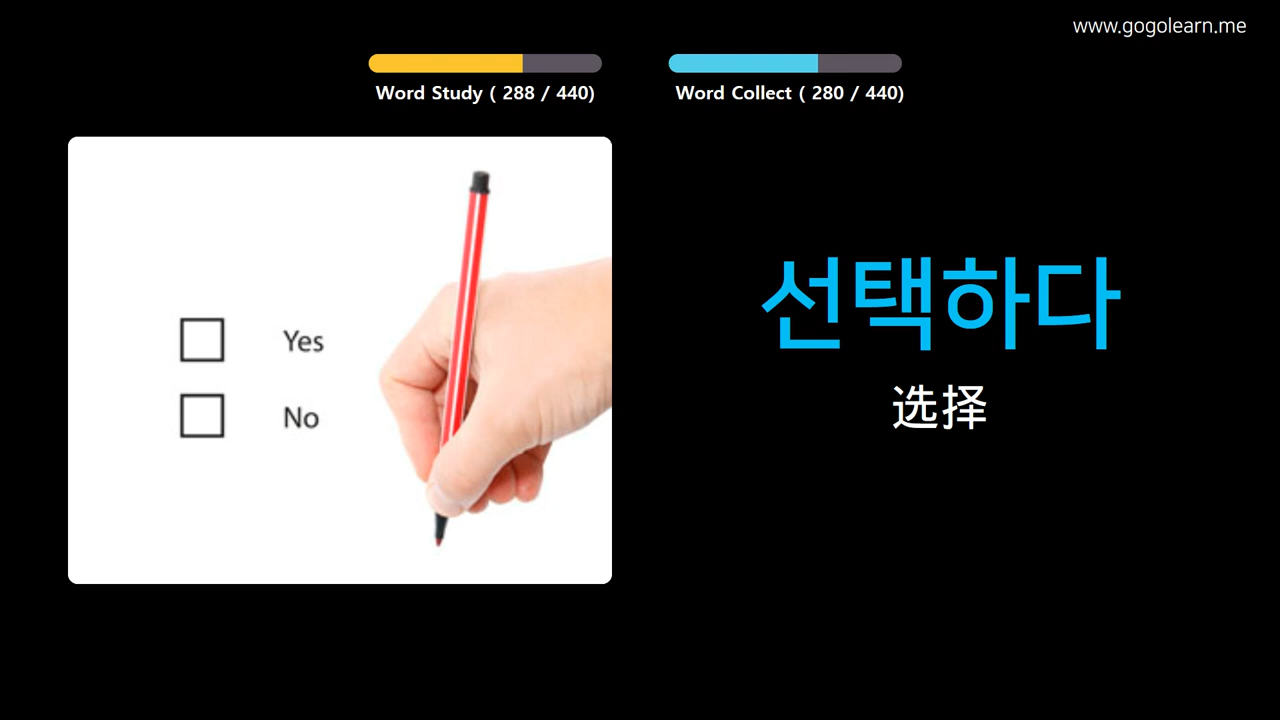 www.gogolearn.me
Word Study ( 288 / 440)
Word Collect ( 280 / 440)
Yes
No
선택하다
选择